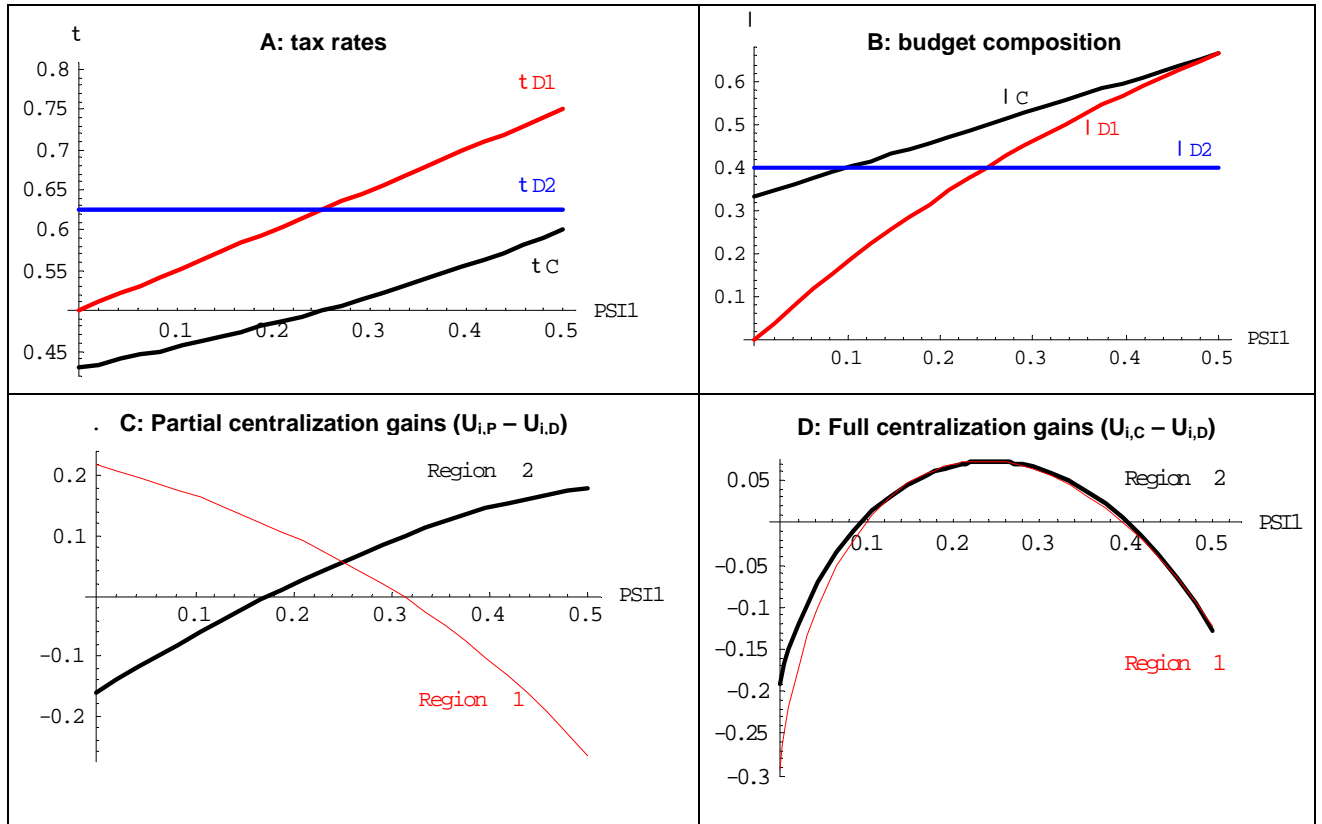 A: tax rates
t
0.8
0.75
0.7
0.65
0.6
0.55
0.45
t D1
t D2
t C
0.1 0.2 0.3 0.4 0.5
PSI1
B: budget composition
l
0.6
0.5
0.4
0.3
0.2
0.1
l C
l D1
l D2
0.1 0.2 0.3 0.4 0.5
PSI1
C: Partial centralization gains (Ui,P – Ui,D)
0.2
0.1
-0.1
-0.2
Region 2
Region 1
0.1 0.2 0.3 0.4 0.5
PSI1
D: Full centralization gains (Ui,C – Ui,D)
0.05
-0.05
-0.1
-0.15
-0.2
-0.25
-0.3
Region 2
Region 1
0.1 0.2 0.3 0.4 0.5
PSI1